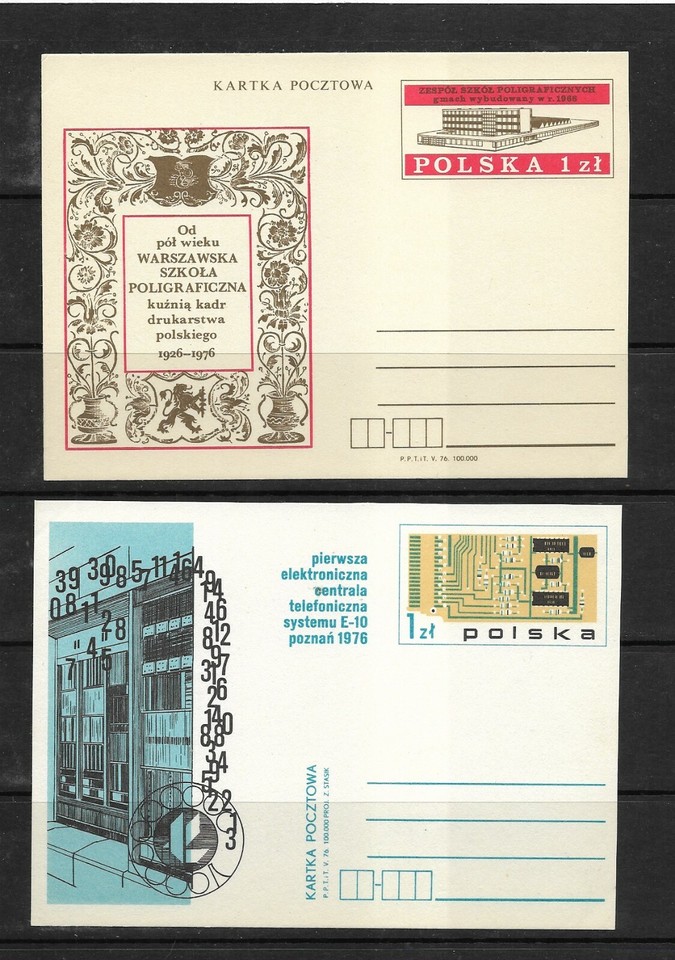 KARTKA POCZTOWA
ZESPÓŁ SZKÓŁ POLIGRAFICZNYCH
gmach wybudowany w r. 1966
POLSKA 1 zł
Od
pół wieku
WARSZAWSKA
SZKOŁA
POLIGRAFICZNA
kuźnią kadr
drukarstwa
polskiego
1926–1976
P.P.T.iT. V. 76. 100.000
pierwsza
elektroniczna
centrala
telefoniczna
systemu E-10
poznań 1976
1 zł polska
KARTKA POCZTOWA
P.P.T.iT. V. 76. 100.000 PROJ. Z. STASIK